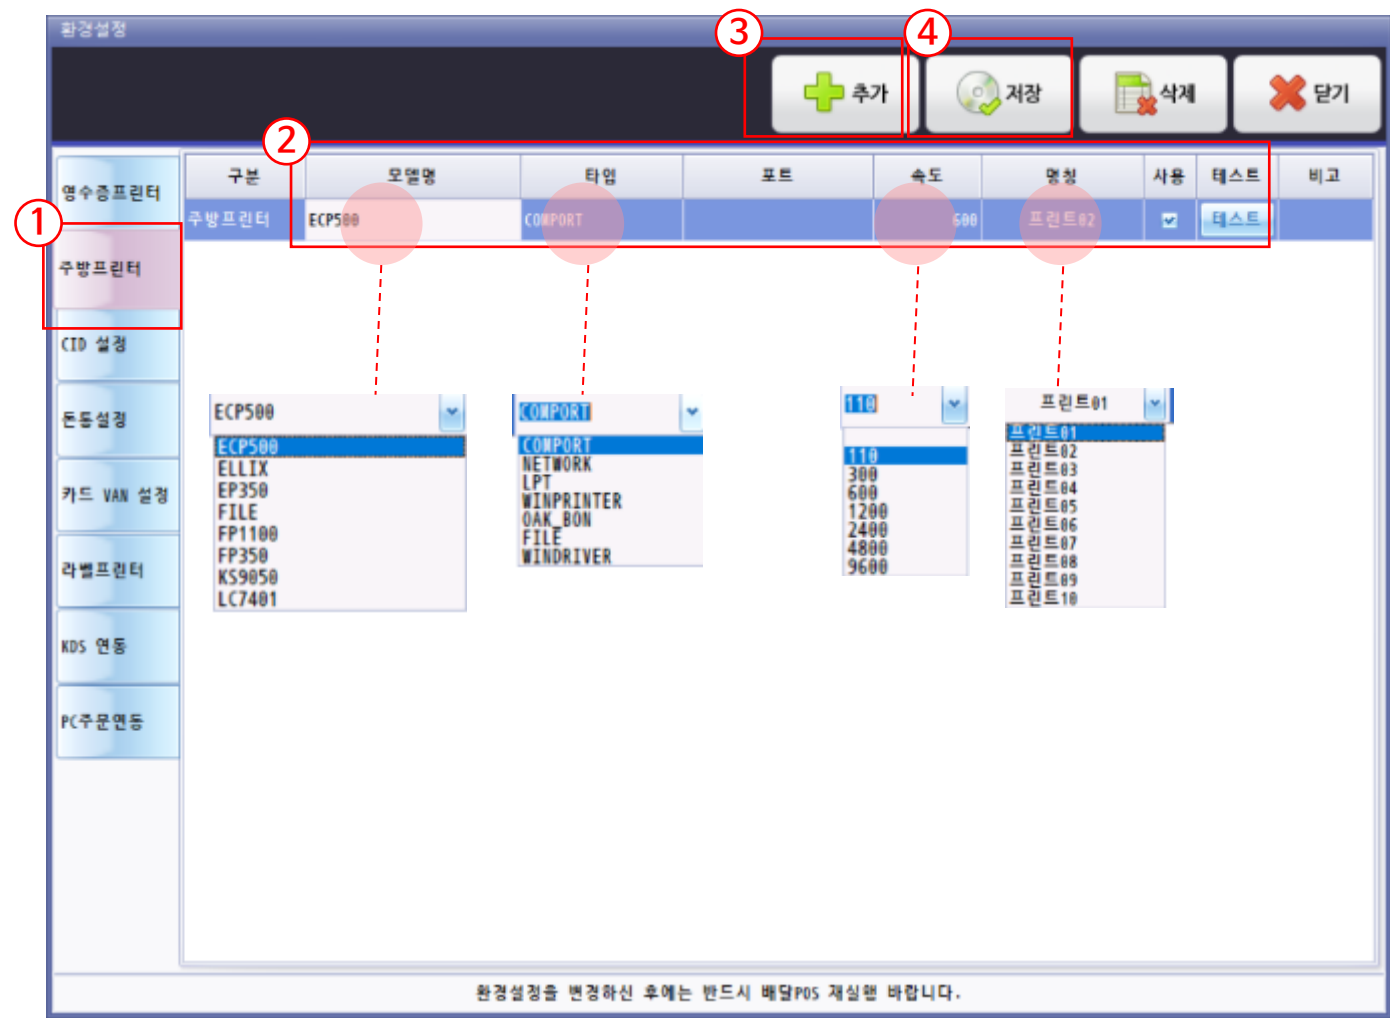 환경설정
③ ④
추가 저장 삭제 닫기
②
구분 모델명 타입 포트 속도 명칭 사용 테스트 비고
주방프린터 ECP500 COMPORT 600 프린트02 테스트
①
영수증프린터
주방프린터
CID 설정
돈통설정
카드 VAN 설정
라벨프린터
KDS 연동
PC주문연동
ECP500
ECP500
ELLIX
EP350
FILE
FP1100
FP350
KS9050
LC7401
COMPORT
COMPORT
NETWORK
LPT
WINPRINTER
OAK_BON
FILE
WINDRIVER
110
110
300
600
1200
2400
4800
9600
프린트01
프린트01
프린트02
프린트03
프린트04
프린트05
프린트06
프린트07
프린트08
프린트09
프린트10
환경설정을 변경하신 후에는 반드시 배달POS 재실행 바랍니다.